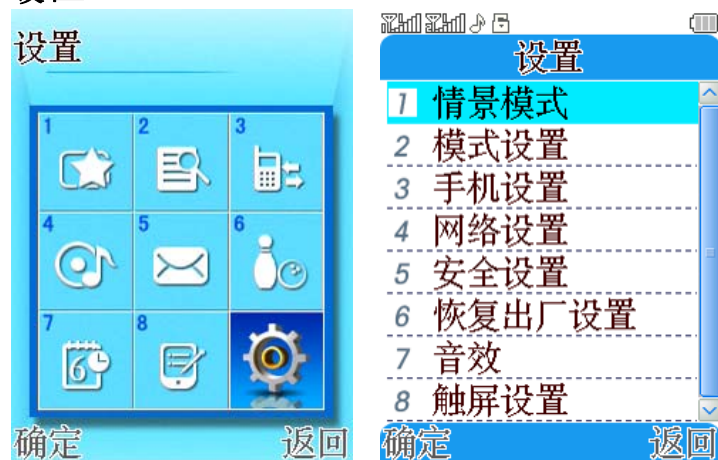 设置
1 2 3
4 5 6
7 8
6
确定 返回
设置
1 情景模式
2 模式设置
3 手机设置
4 网络设置
5 安全设置
6 恢复出厂设置
7 音效
8 触屏设置
确定 返回